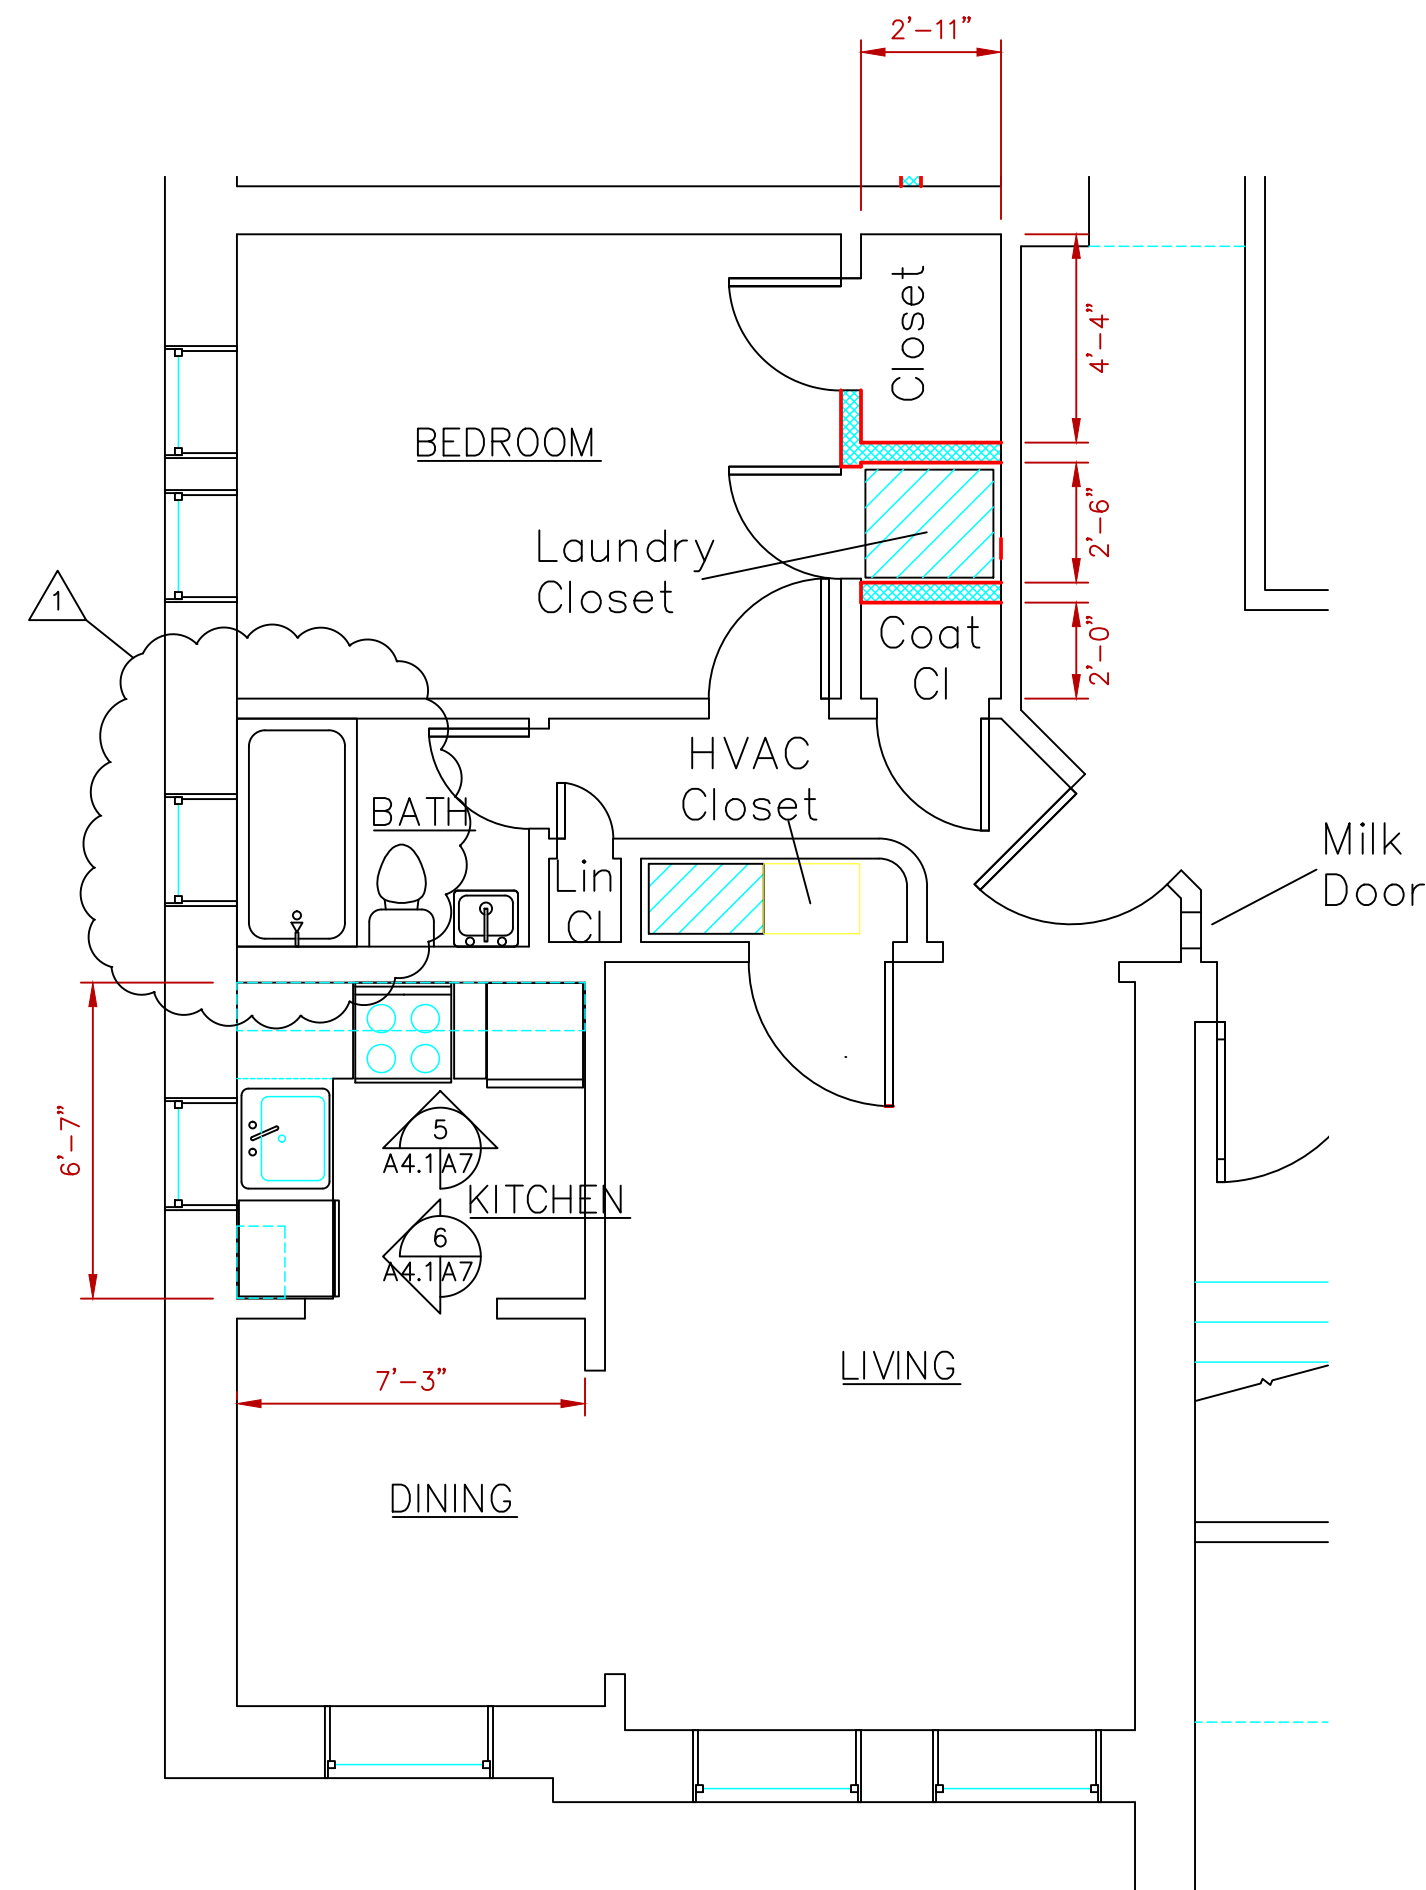 2'-11"
Closet
4'-4"
BEDROOM
Laundry
Closet
2'-6"
1
Coat
Cl
2'-0"
HVAC
Closet
BATH
Milk
Door
Lin
Cl
6'-7"
5
A4.1 A7
KITCHEN
6
A4.1 A7
LIVING
7'-3"
DINING